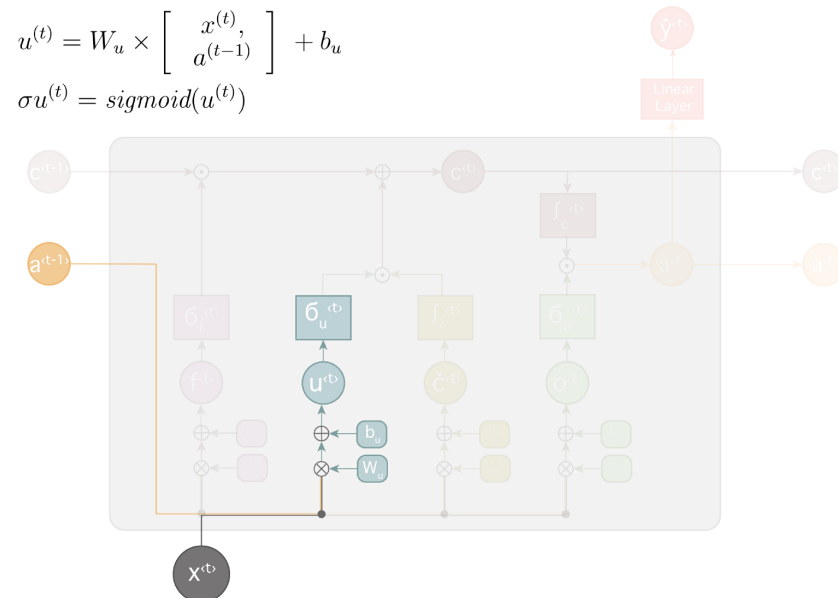 u^(t) = W_u × [ x^(t),
a^(t-1) ] + b_u
σu^(t) = sigmoid(u^(t))
ŷ‹t›
Linear
Layer
c‹t-1›
c‹t›
c‹t›
∫c‹t›
a‹t-1›
a‹t›
б_u‹t›
f‹t›
u‹t›
c̃‹t›
o‹t›
b_u
W_u
x‹t›